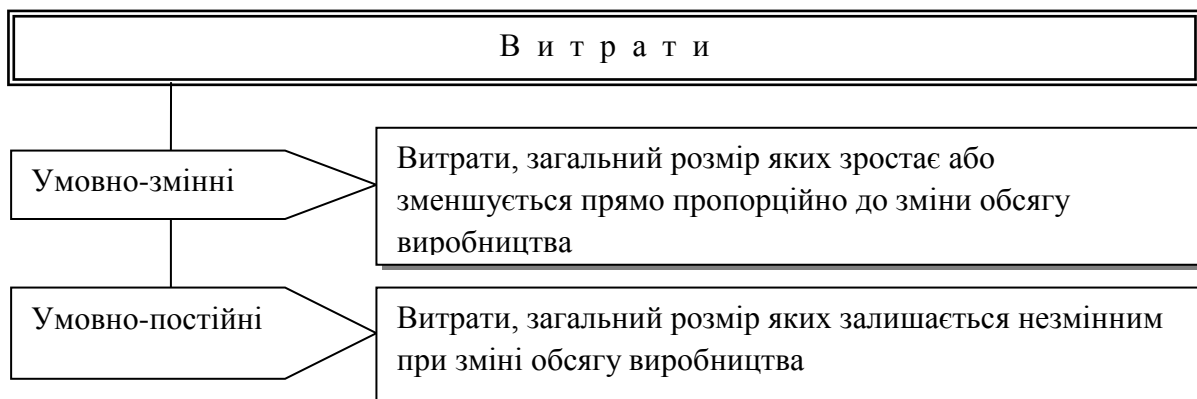 В и т р а т и
Умовно-змінні
Витрати, загальний розмір яких зростає або
зменшується прямо пропорційно до зміни обсягу
виробництва
Умовно-постійні
Витрати, загальний розмір яких залишається незмінним
при зміні обсягу виробництва